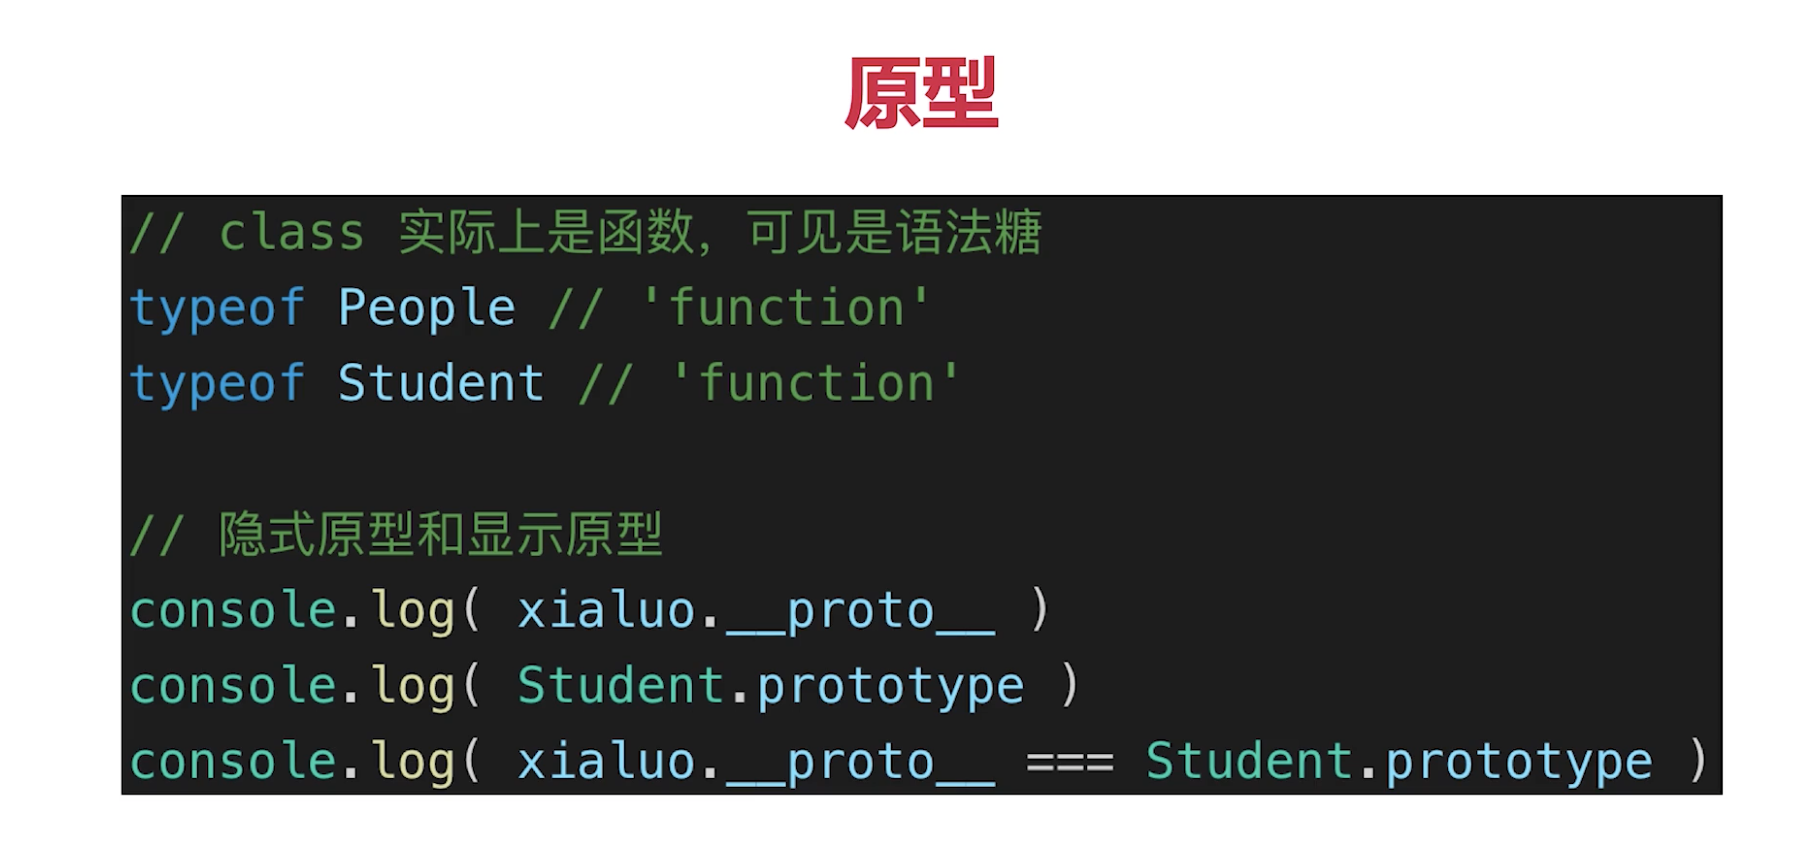 原型
// class 实际上是函数，可见是语法糖
typeof People // 'function'
typeof Student // 'function'
// 隐式原型和显示原型
console.log( xialuo.__proto__ )
console.log( Student.prototype )
console.log( xialuo.__proto__ === Student.prototype )